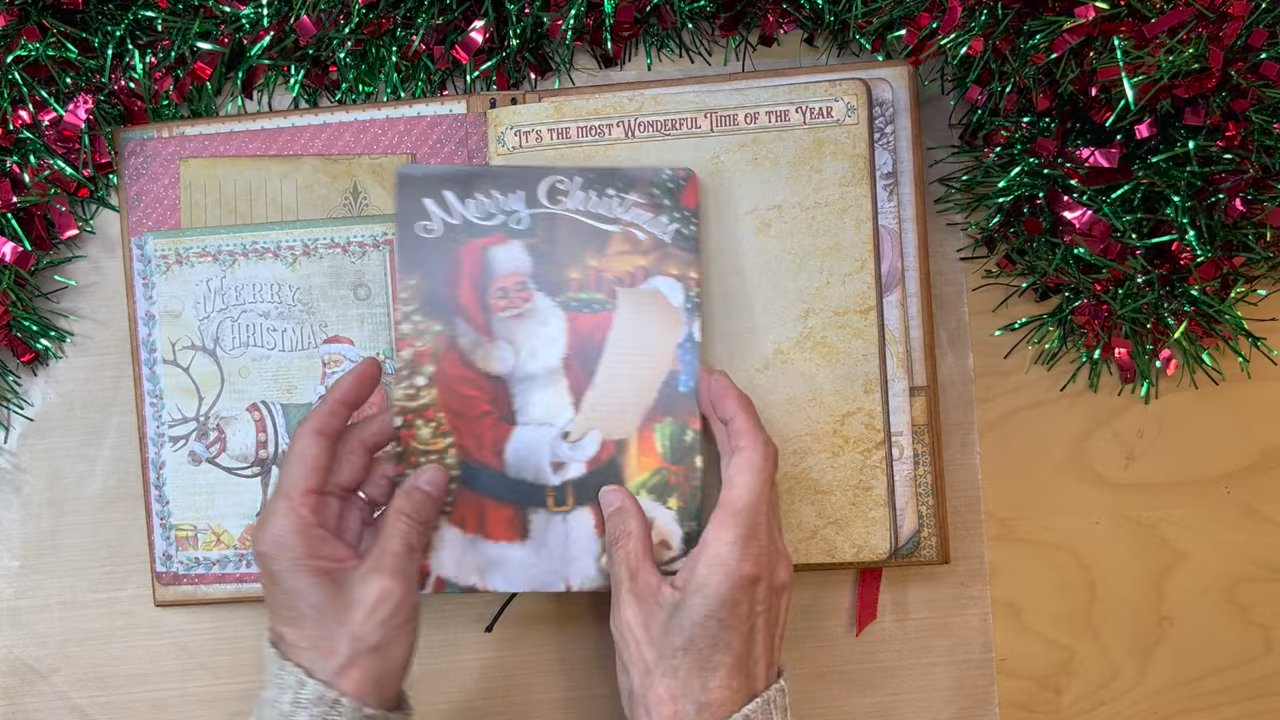 It's the most Wonderful Time of the Year
Merry Christmas
Merry
Christmas